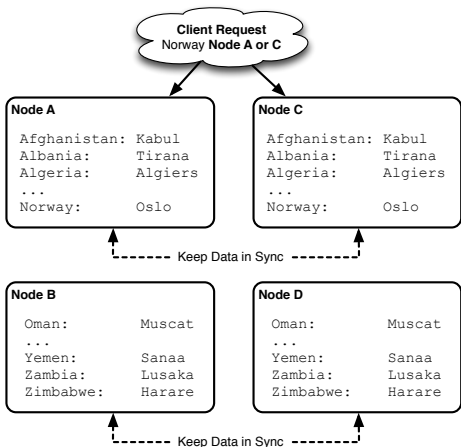 Client Request
Norway Node A or C
Node A
Afghanistan: Kabul
Albania: Tirana
Algeria: Algiers
...
Norway: Oslo
Node C
Afghanistan: Kabul
Albania: Tirana
Algeria: Algiers
...
Norway: Oslo
Keep Data in Sync
Node B
Oman: Muscat
...
Yemen: Sanaa
Zambia: Lusaka
Zimbabwe: Harare
Node D
Oman: Muscat
...
Yemen: Sanaa
Zambia: Lusaka
Zimbabwe: Harare
Keep Data in Sync